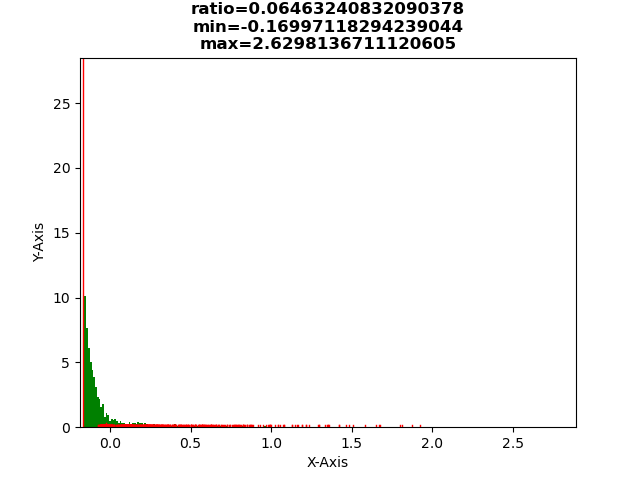 ratio=0.06463240832090378
min=-0.16997118294239044
max=2.6298136711120605
25
20
15
10
5
0
Y-Axis
0.0 0.5 1.0 1.5 2.0 2.5
X-Axis